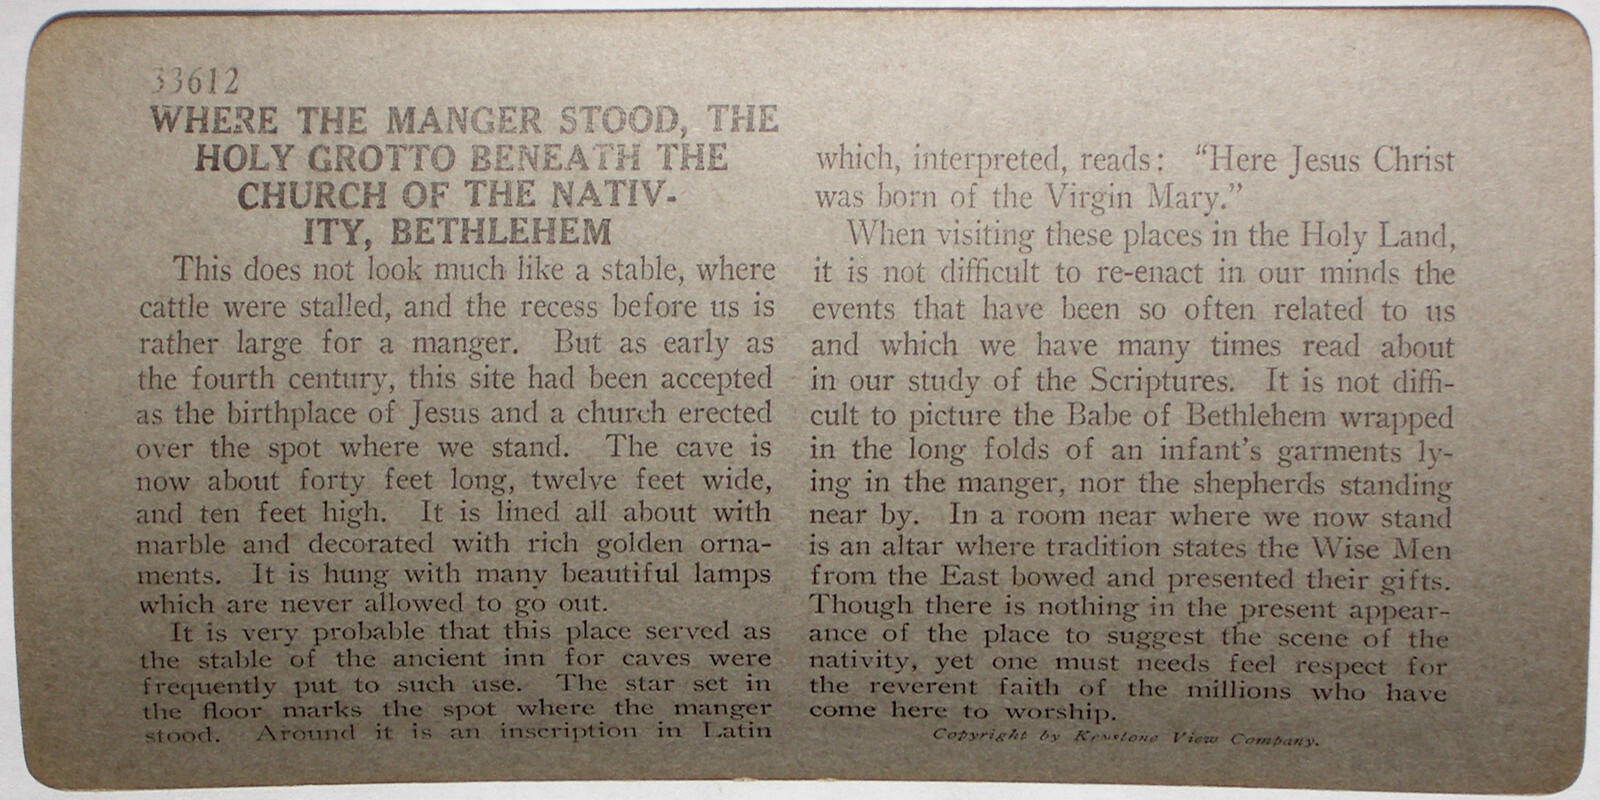 33612
WHERE THE MANGER STOOD, THE
HOLY GROTTO BENEATH THE
CHURCH OF THE NATIV-
ITY, BETHLEHEM
This does not look much like a stable, where
cattle were stalled, and the recess before us is
rather large for a manger. But as early as
the fourth century, this site had been accepted
as the birthplace of Jesus and a church erected
over the spot where we stand. The cave is
now about forty feet long, twelve feet wide,
and ten feet high. It is lined all about with
marble and decorated with rich golden orna-
ments. It is hung with many beautiful lamps
which are never allowed to go out.
It is very probable that this place served as
the stable of the ancient inn for caves were
frequently put to such use. The star set in
the floor marks the spot where the manger
stood. Around it is an inscription in Latin
which, interpreted, reads: “Here Jesus Christ
was born of the Virgin Mary.”
When visiting these places in the Holy Land,
it is not difficult to re-enact in our minds the
events that have been so often related to us
and which we have many times read about
in our study of the Scriptures. It is not diffi-
cult to picture the Babe of Bethlehem wrapped
in the long folds of an infant’s garments ly-
ing in the manger, nor the shepherds standing
near by. In a room near where we now stand
is an altar where tradition states the Wise Men
from the East bowed and presented their gifts.
Though there is nothing in the present appear-
ance of the place to suggest the scene of the
nativity, yet one must needs feel respect for
the reverent faith of the millions who have
come here to worship.
Copyright by Keystone View Company.